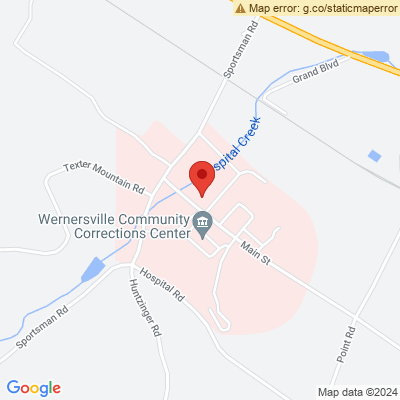 Map error: g.co/staticmaperror
Sportsman Rd
Grand Blvd
Hospital Creek
Texter Mountain Rd
Wernersville Community
Corrections Center
Main St
Hospital Rd
Huntzinger Rd
Sportsman Rd
Point Rd
Google
Map data ©2024